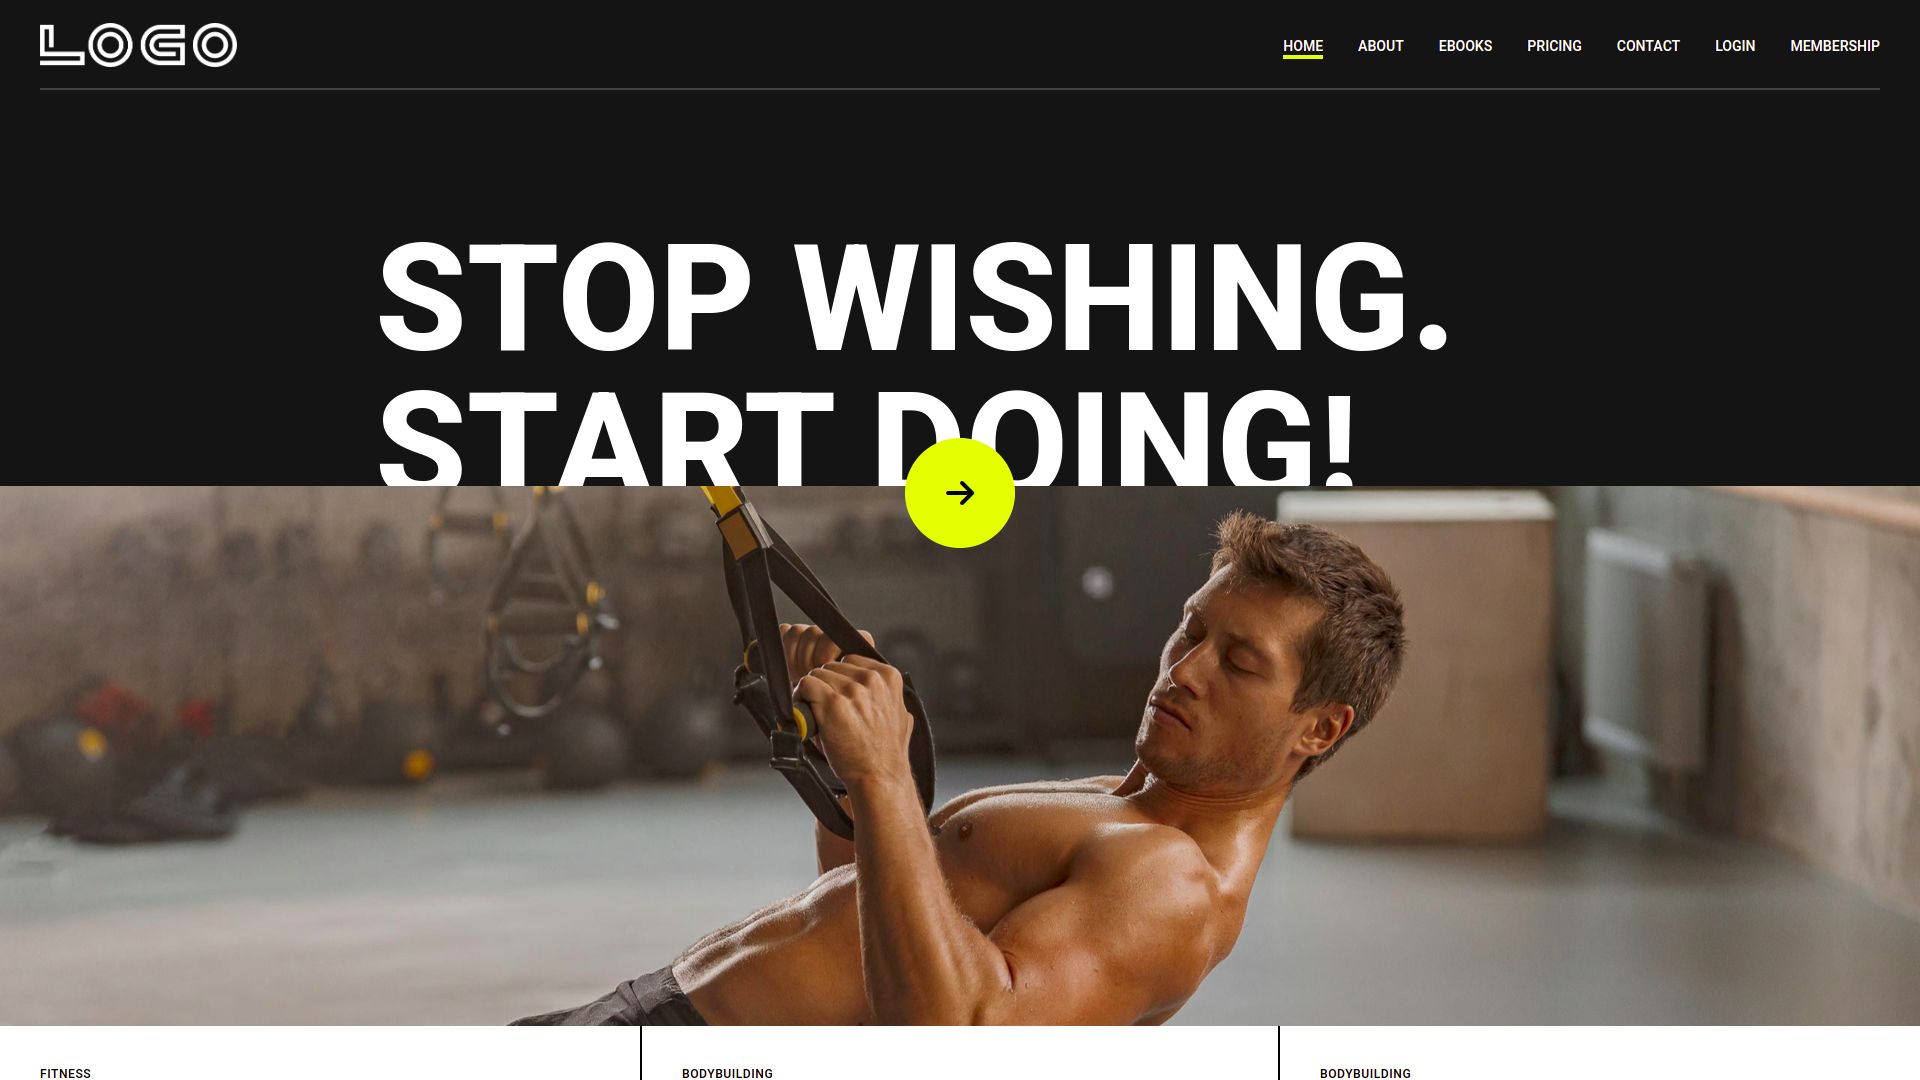 LOGO
HOME
ABOUT
EBOOKS
PRICING
CONTACT
LOGIN
MEMBERSHIP
STOP WISHING.
START DOING!
FITNESS
BODYBUILDING
BODYBUILDING